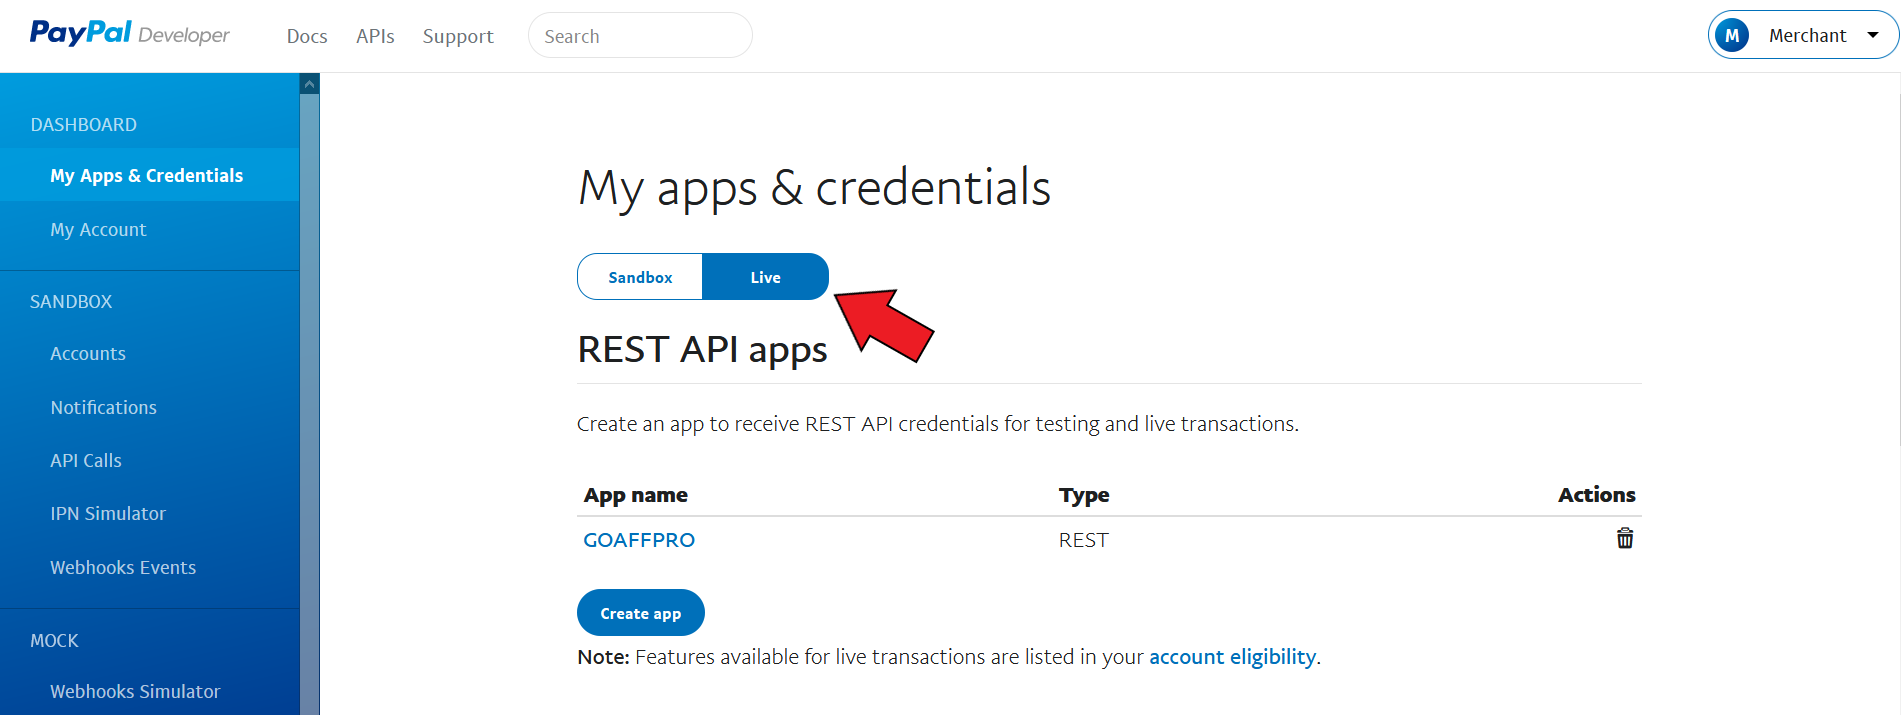 PayPal Developer
Docs APIs Support Search
M Merchant
DASHBOARD
My Apps & Credentials
My Account
SANDBOX
Accounts
Notifications
API Calls
IPN Simulator
Webhooks Events
MOCK
Webhooks Simulator
My apps & credentials
Sandbox Live
REST API apps
Create an app to receive REST API credentials for testing and live transactions.
App name Type Actions
GOAFFPRO REST
Create app
Note: Features available for live transactions are listed in your account eligibility.